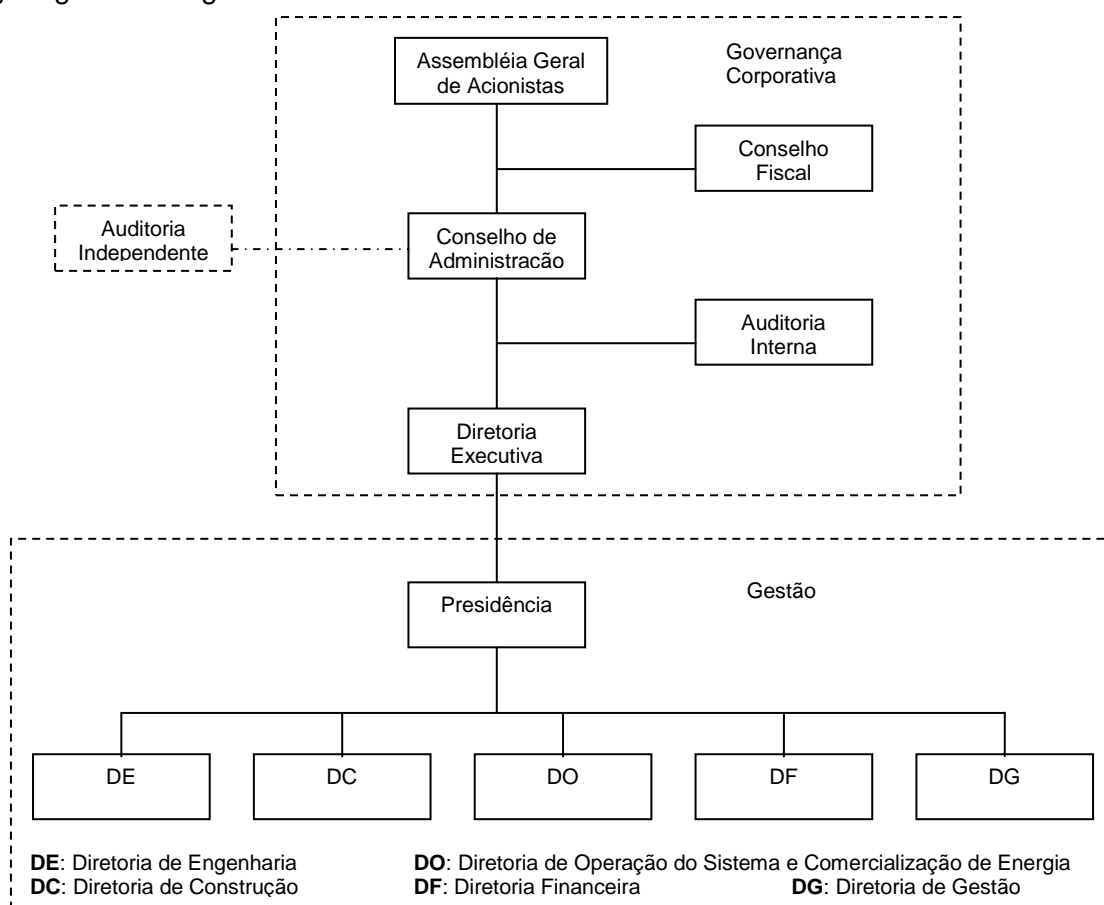 Assembléia Geral
de Acionistas
Governança
Corporativa
Conselho
Fiscal
Auditoria
Independente
Conselho de
Administracão
Auditoria
Interna
Diretoria
Executiva
Presidência
Gestão
DE
DC
DO
DF
DG
DE: Diretoria de Engenharia
DO: Diretoria de Operação do Sistema e Comercialização de Energia
DC: Diretoria de Construção
DF: Diretoria Financeira
DG: Diretoria de Gestão